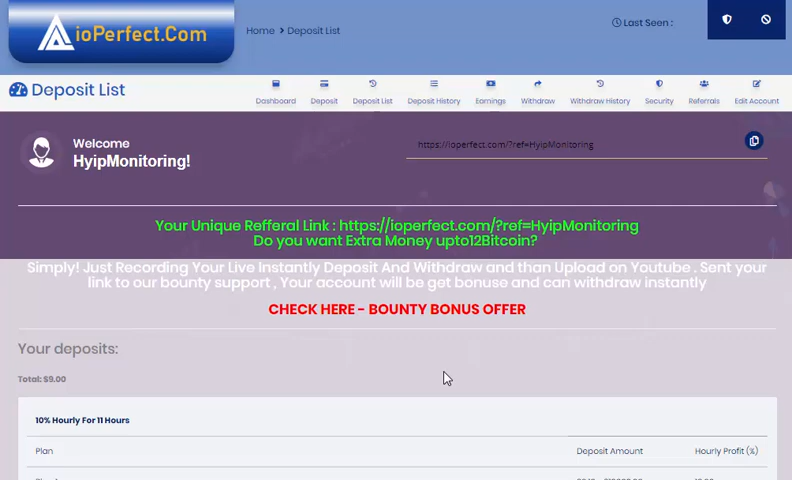 ioPerfect.Com
Home > Deposit List
Last Seen :
Deposit List
Dashboard
Deposit
Deposit List
Deposit History
Earnings
Withdraw
Withdraw History
Security
Referrals
Edit Account
Welcome
HyipMonitoring!
https://ioperfect.com/?ref=HyipMonitoring
Your Unique Refferal Link : https://ioperfect.com/?ref=HyipMonitoring
Do you want Extra Money upto12Bitcoin?
Simply! Just Recording Your Live Instantly Deposit And Withdraw and than Upload on Youtube . Sent your
link to our bounty support , Your account will be get bonuse and can withdraw instantly
CHECK HERE - BOUNTY BONUS OFFER
Your deposits:
Total: $9.00
10% Hourly For 11 Hours
Plan Deposit Amount Hourly Profit (%)